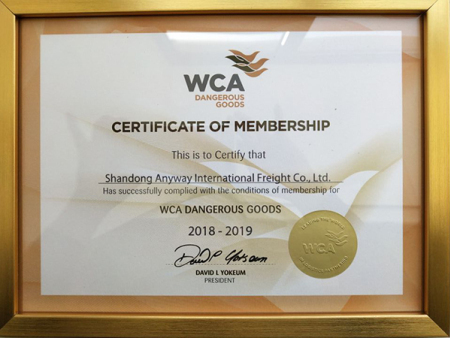 WCA
DANGEROUS
GOODS
CERTIFICATE OF MEMBERSHIP
This is to Certify that
Shandong Anyway International Freight Co., Ltd.
Has successfully complied with the conditions of membership for
WCA DANGEROUS GOODS
2018 - 2019
DAVID L YOKEUM
PRESIDENT
WCA